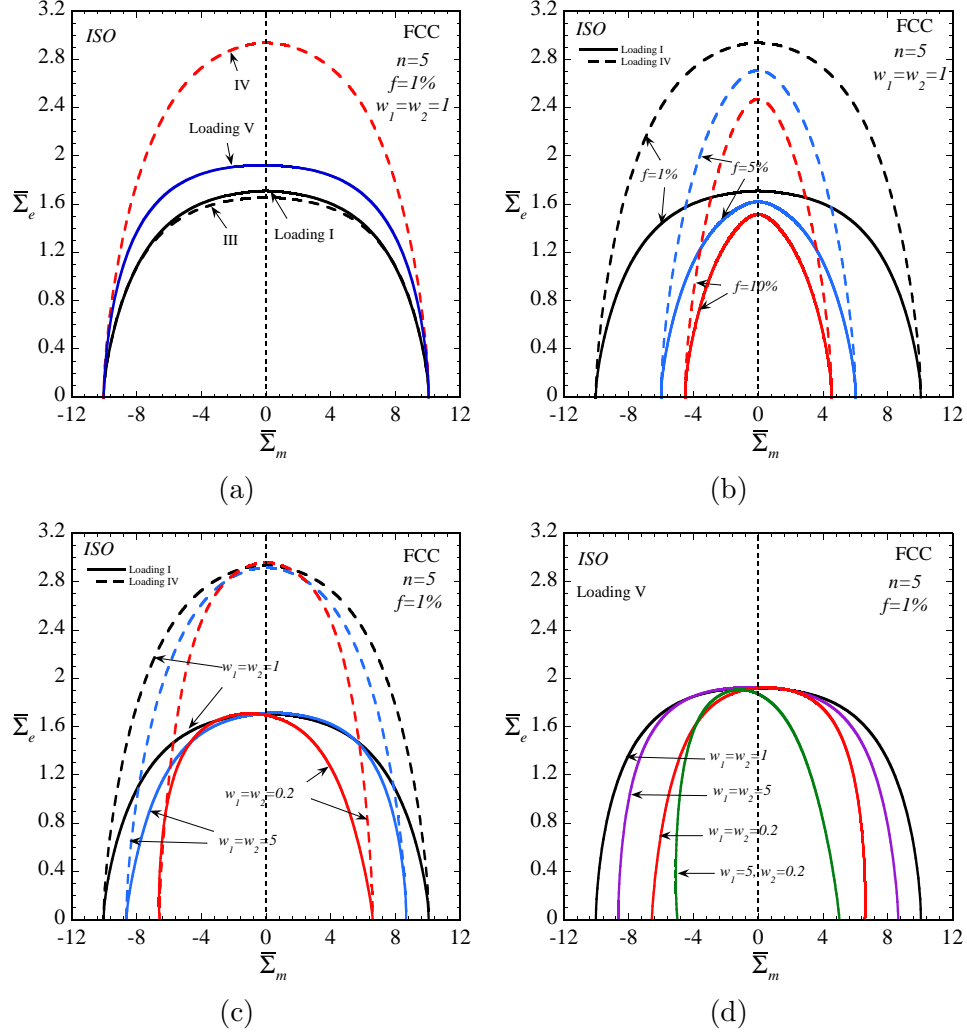 ISO
FCC
n=5
f=1%
w₁=w₂=1
IV
Loading V
III
Loading I
3.2
2.8
2.4
2
1.6
1.2
0.8
0.4
0
Σ̅ₑ
-12 -8 -4 0 4 8 12
Σ̅ₘ
(a)
ISO
Loading I
Loading IV
FCC
n=5
w₁=w₂=1
f=1%
f=5%
f=10%
3.2
2.8
2.4
2
1.6
1.2
0.8
0.4
0
Σ̅ₑ
-12 -8 -4 0 4 8 12
Σ̅ₘ
(b)
ISO
Loading I
Loading IV
FCC
n=5
f=1%
w₁=w₂=1
w₁=w₂=0.2
w₁=w₂=5
3.2
2.8
2.4
2
1.6
1.2
0.8
0.4
0
Σ̅ₑ
-12 -8 -4 0 4 8 12
Σ̅ₘ
(c)
ISO
Loading V
FCC
n=5
f=1%
w₁=w₂=1
w₁=w₂=5
w₁=w₂=0.2
w₁=5, w₂=0.2
3.2
2.8
2.4
2
1.6
1.2
0.8
0.4
0
Σ̅ₑ
-12 -8 -4 0 4 8 12
Σ̅ₘ
(d)